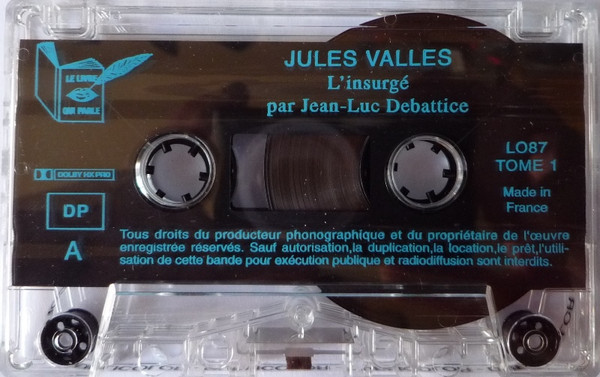 JULES VALLES
L'insurgé
par Jean-Luc Debattice
LE LIVRE
QUI PARLE
DOLBY HX PRO
DP
A
LO87
TOME 1
Made in
France
Tous droits du producteur phonographique et du propriétaire de l'œuvre
enregistrée réservés. Sauf autorisation,la duplication,la location,le prêt,l'utili-
sation de cette bande pour exécution publique et radiodiffusion sont interdits.